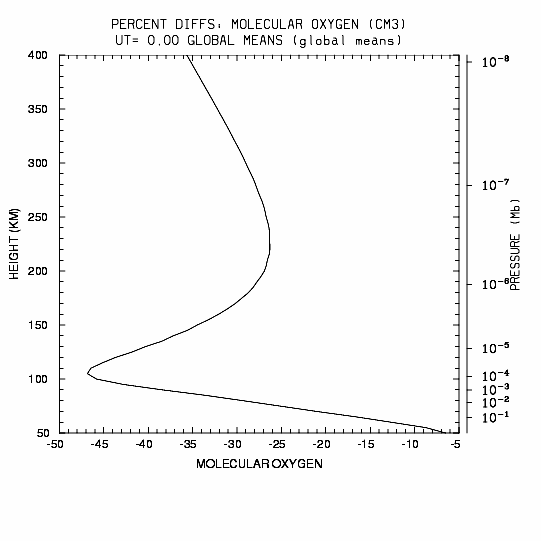 PERCENT DIFFS: MOLECULAR OXYGEN (CM3)
UT= 0.00 GLOBAL MEANS (global means)
400
350
300
250
200
150
100
50
HEIGHT (KM)
-50 -45 -40 -35 -30 -25 -20 -15 -10 -5
MOLECULAR OXYGEN
10⁻⁸
10⁻⁷
10⁻⁶
10⁻⁵
10⁻⁴
10⁻³
10⁻²
10⁻¹
PRESSURE (Mb)